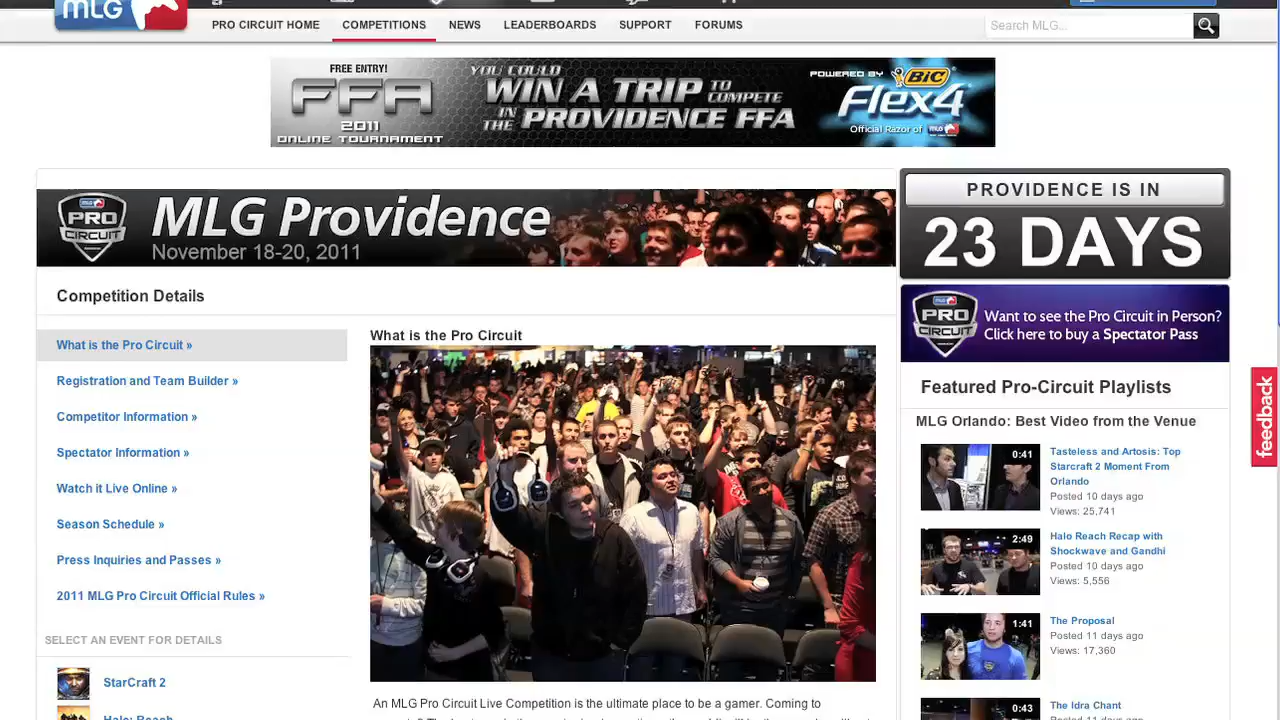 MLG
PRO CIRCUIT HOME
COMPETITIONS
NEWS
LEADERBOARDS
SUPPORT
FORUMS
Search MLG...
FREE ENTRY!
FFA
2011
ONLINE TOURNAMENT
YOU COULD
WIN A TRIP TO COMPETE
IN THE PROVIDENCE FFA
POWERED BY BiC
Flex4
Official Razor of MLG
PRO CIRCUIT
MLG Providence
November 18-20, 2011
PROVIDENCE IS IN
23 DAYS
PRO CIRCUIT
Want to see the Pro Circuit in Person?
Click here to buy a Spectator Pass
Competition Details
What is the Pro Circuit »
Registration and Team Builder »
Competitor Information »
Spectator Information »
Watch it Live Online »
Season Schedule »
Press Inquiries and Passes »
2011 MLG Pro Circuit Official Rules »
SELECT AN EVENT FOR DETAILS
StarCraft 2
Halo: Reach
What is the Pro Circuit
An MLG Pro Circuit Live Competition is the ultimate place to be a gamer. Coming to
Featured Pro-Circuit Playlists
MLG Orlando: Best Video from the Venue
0:41
Tasteless and Artosis: Top
Starcraft 2 Moment From
Orlando
Posted 10 days ago
Views: 25,741
2:49
Halo Reach Recap with
Shockwave and Gandhi
Posted 10 days ago
Views: 5,556
1:41
The Proposal
Posted 11 days ago
Views: 17,360
0:43
The Idra Chant
Posted 11 days ago
feedback